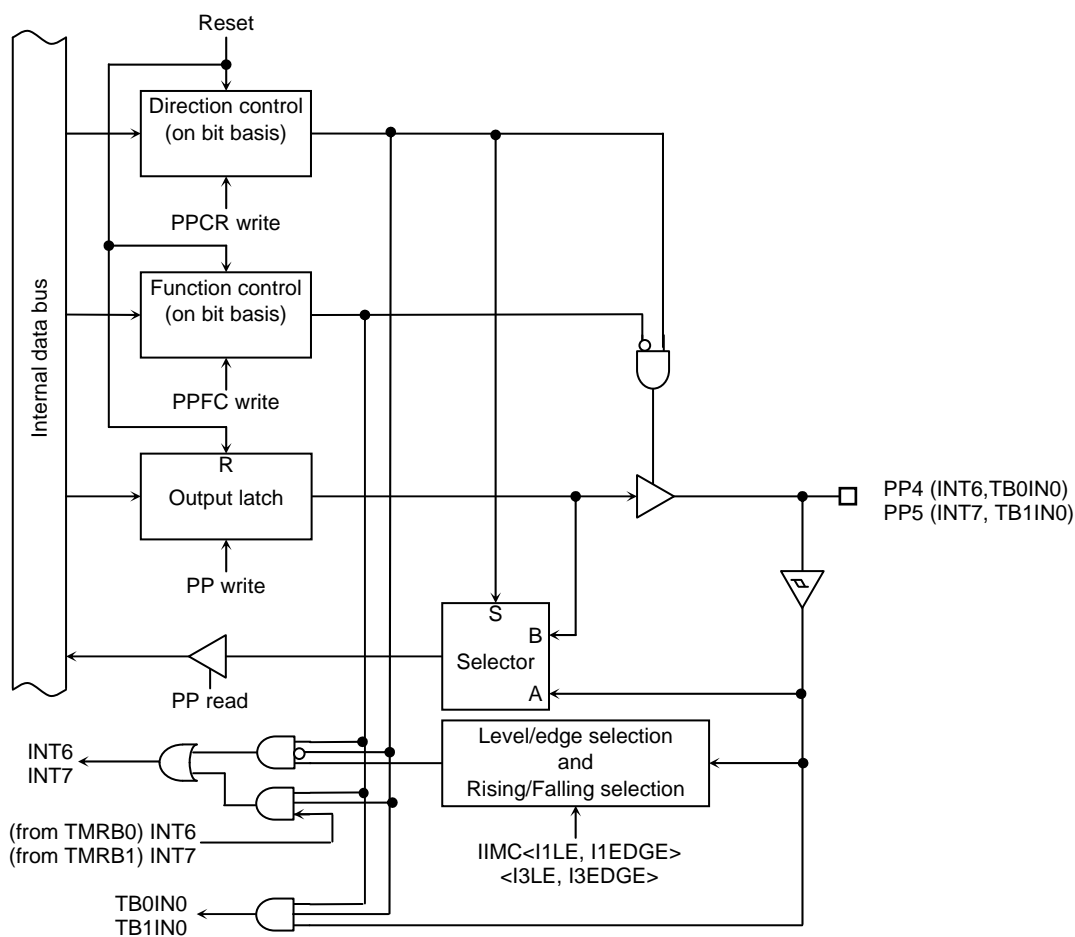 Reset
Direction control
(on bit basis)
PPCR write
Internal data bus
Function control
(on bit basis)
PPFC write
R
Output latch
PP write
PP4 (INT6,TB0IN0)
PP5 (INT7, TB1IN0)
S
B
Selector
A
PP read
Level/edge selection
and
Rising/Falling selection
INT6
INT7
(from TMRB0) INT6
(from TMRB1) INT7
IIMC<I1LE, I1EDGE>
<I3LE, I3EDGE>
TB0IN0
TB1IN0